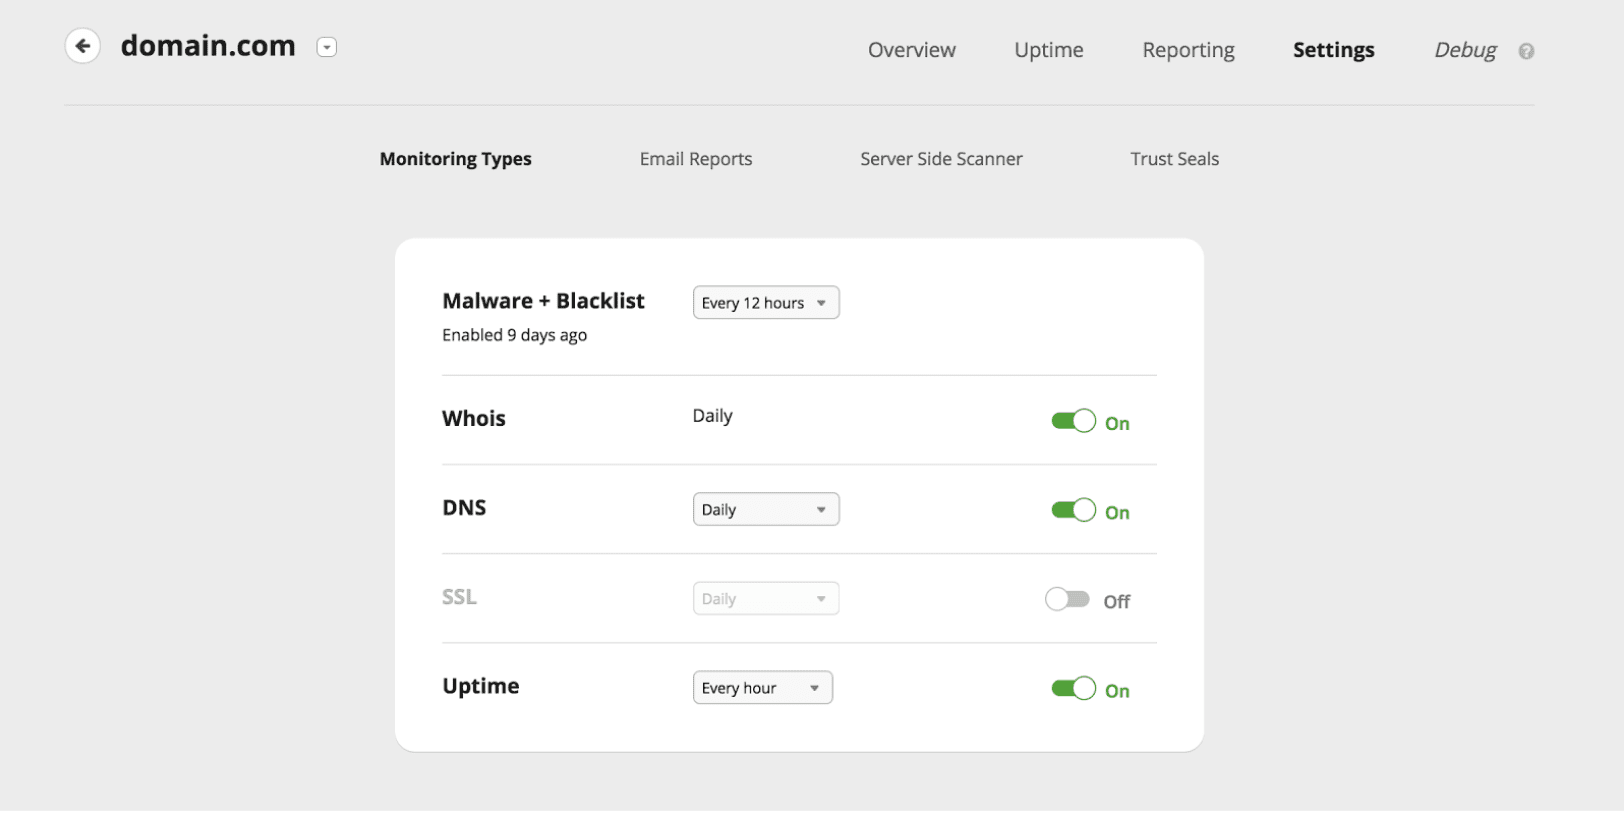 domain.com
Overview Uptime Reporting Settings Debug ?
Monitoring Types Email Reports Server Side Scanner Trust Seals
Malware + Blacklist Every 12 hours
Enabled 9 days ago
Whois Daily On
DNS Daily On
SSL Daily Off
Uptime Every hour On